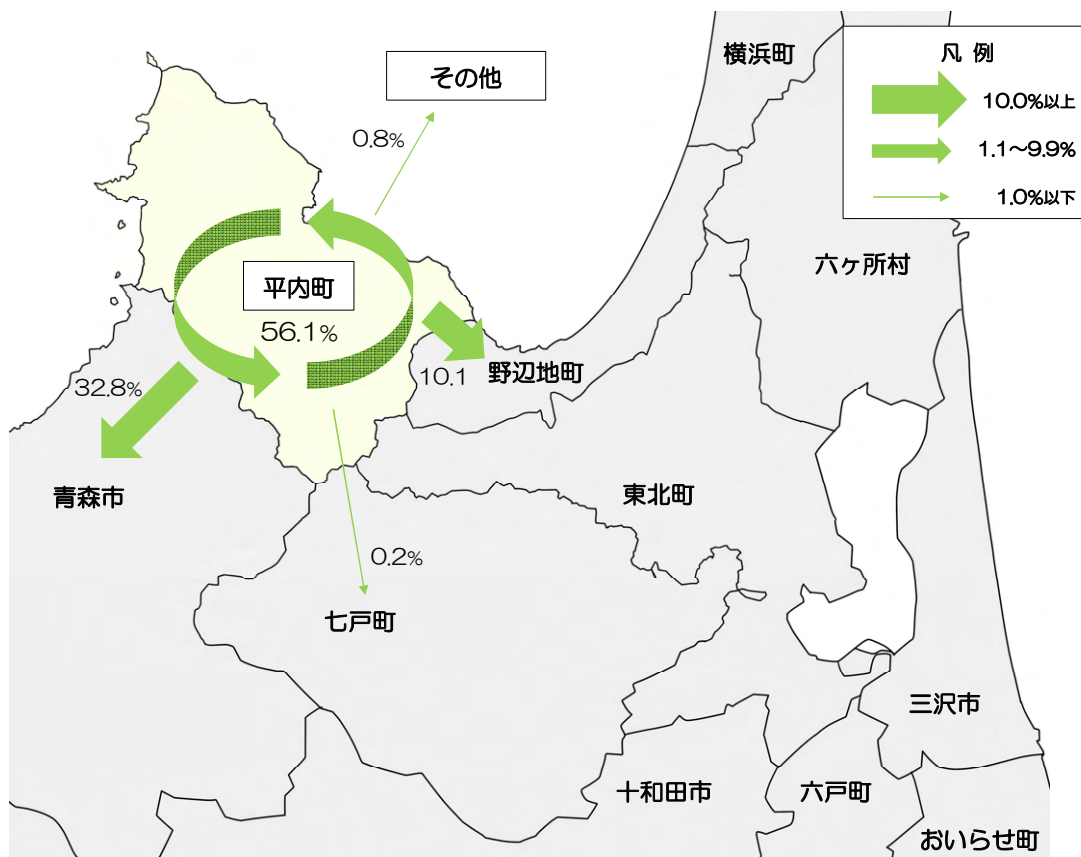 横浜町
凡 例
その他
10.0%以上
0.8%
1.1～9.9%
1.0%以下
六ヶ所村
平内町
56.1%
32.8%
10.1
野辺地町
青森市
東北町
0.2%
七戸町
三沢市
十和田市
六戸町
おいらせ町